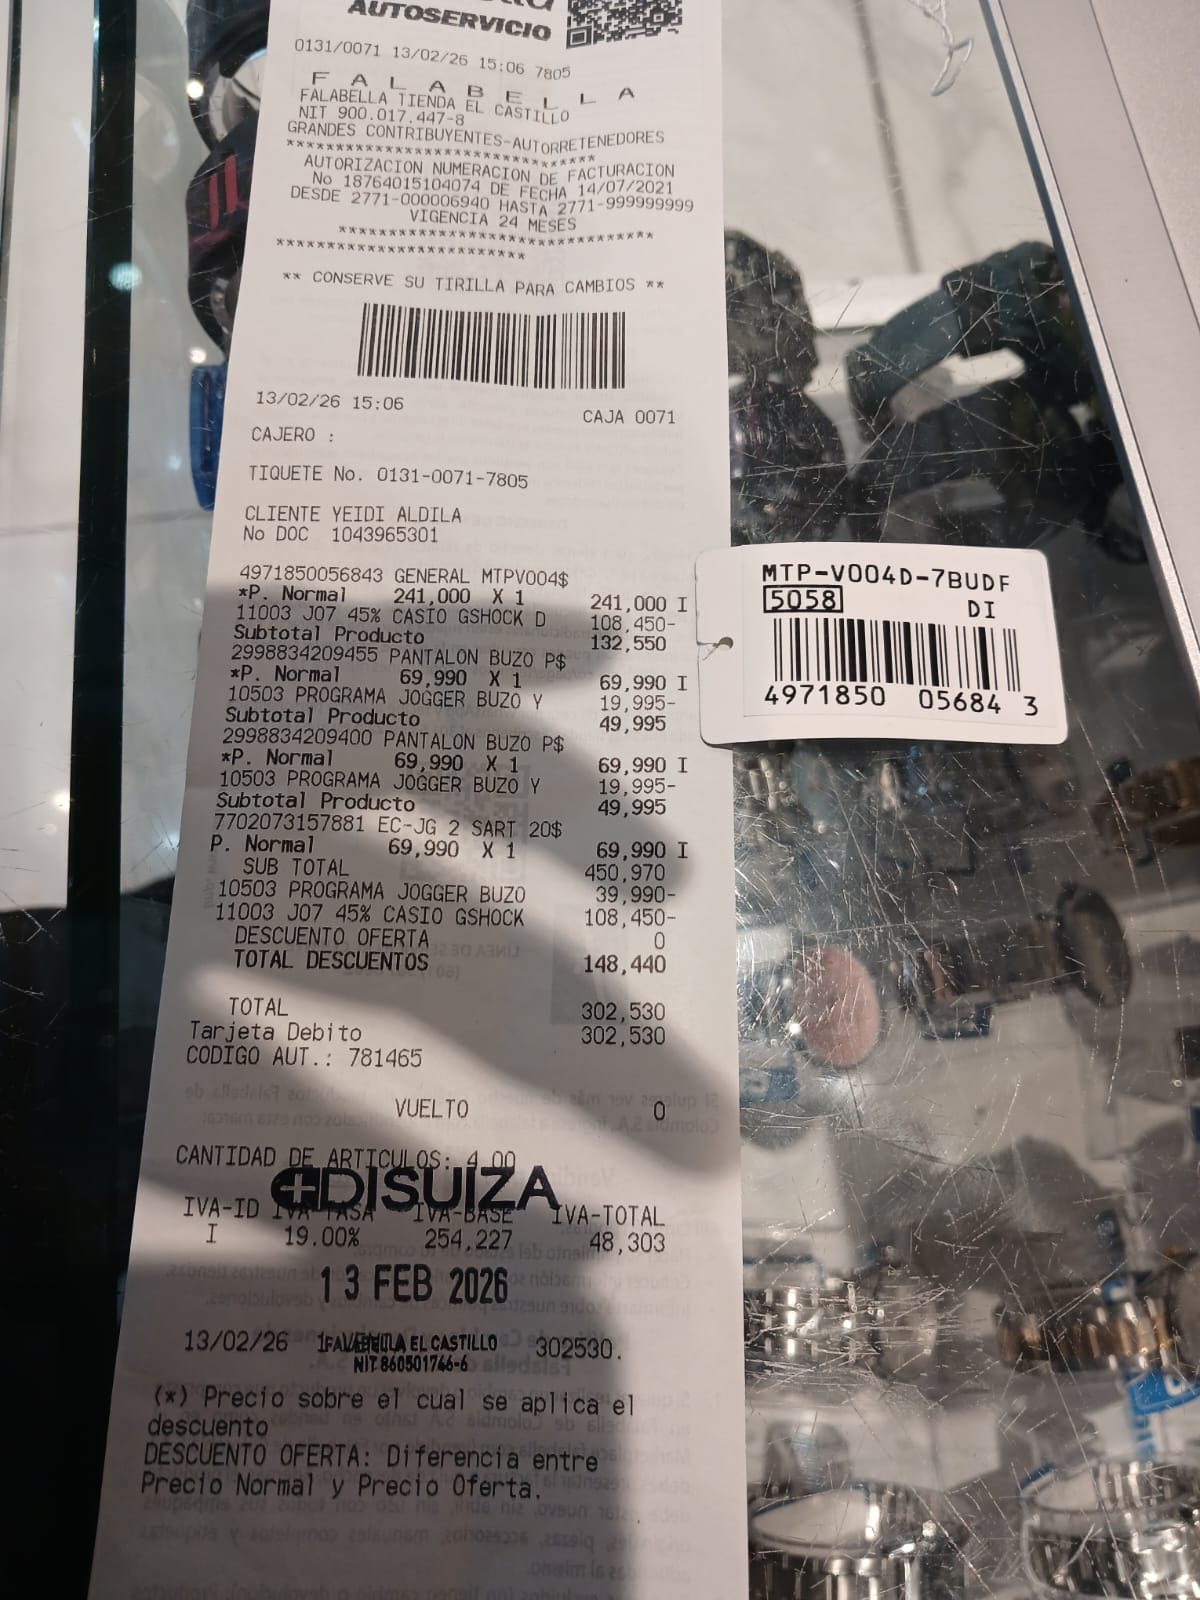 AUTOSERVICIO
0131/0071 13/02/26 15:06 7805
F A L A B E L L A
FALABELLA TIENDA EL CASTILLO
NIT 900.017.447-8
GRANDES CONTRIBUYENTES-AUTORRETENEDORES
*******************************
AUTORIZACION NUMERACION DE FACTURACION
No 18764015104074 DE FECHA 14/07/2021
DESDE 2771-000006940 HASTA 2771-999999999
VIGENCIA 24 MESES
********************************
*************************
** CONSERVE SU TIRILLA PARA CAMBIOS **
13/02/26 15:06
CAJA 0071
CAJERO :
TIQUETE No. 0131-0071-7805
CLIENTE YEIDI ALDILA
No DOC 1043965301
4971850056843 GENERAL MTPV004$
*P. Normal 241,000 X 1 241,000 I
11003 J07 45% CASIO GSHOCK D 108,450-
Subtotal Producto 132,550
2998834209455 PANTALON BUZO P$
*P. Normal 69,990 X 1 69,990 I
10503 PROGRAMA JOGGER BUZO Y 19,995-
Subtotal Producto 49,995
2998834209400 PANTALON BUZO P$
*P. Normal 69,990 X 1 69,990 I
10503 PROGRAMA JOGGER BUZO Y 19,995-
Subtotal Producto 49,995
7702073157881 EC-JG 2 SART 20$
P. Normal 69,990 X 1 69,990 I
SUB TOTAL 450,970
10503 PROGRAMA JOGGER BUZO 39,990-
11003 J07 45% CASIO GSHOCK 108,450-
DESCUENTO OFERTA 0
TOTAL DESCUENTOS 148,440
TOTAL 302,530
Tarjeta Debito 302,530
CODIGO AUT.: 781465
VUELTO 0
CANTIDAD DE ARTICULOS: 4.00
DISUIZA
IVA-ID IVA-TASA IVA-BASE IVA-TOTAL
I 19.00% 254,227 48,303
13 FEB 2026
13/02/26 302530.
FALABELLA EL CASTILLO
NIT 860501746-6
(*) Precio sobre el cual se aplica el
descuento
DESCUENTO OFERTA: Diferencia entre
Precio Normal y Precio Oferta.
MTP-V004D-7BUDF
5058 DI
4971850 05684 3